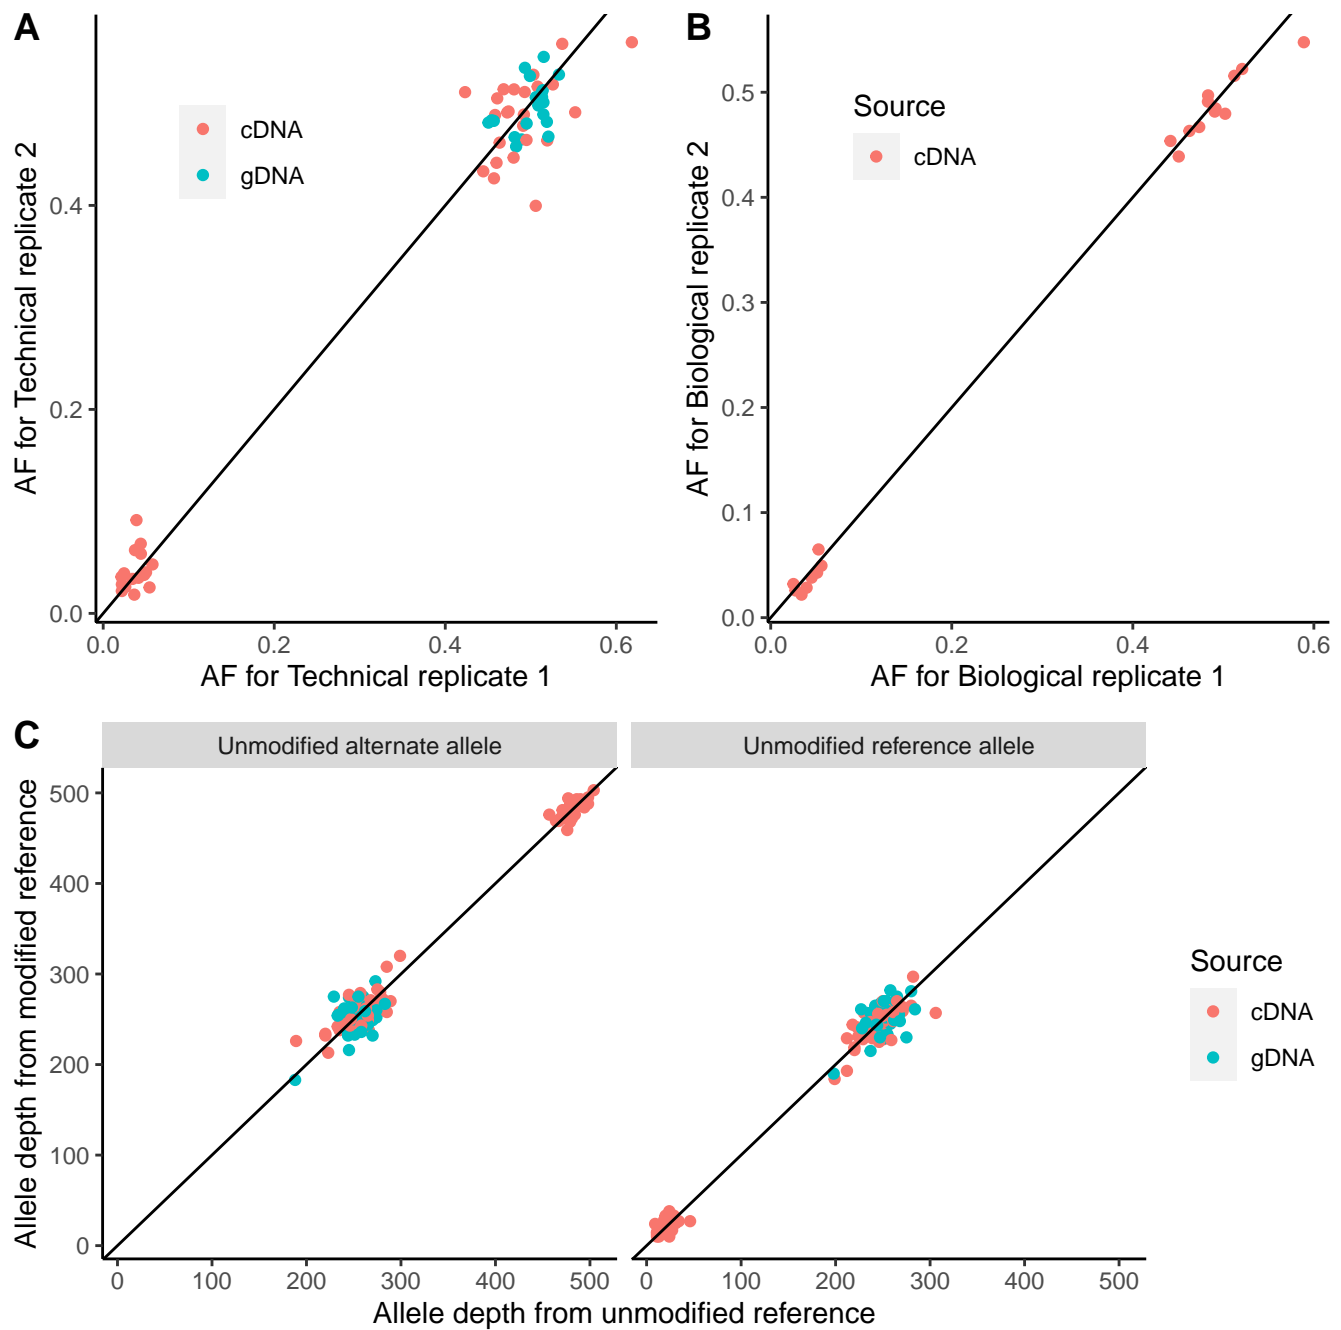 A
AF for Technical replicate 2
0.4
0.2
0.0
cDNA
gDNA
0.0 0.2 0.4 0.6
AF for Technical replicate 1
B
AF for Biological replicate 2
0.5
0.4
0.3
0.2
0.1
0.0
Source
cDNA
0.0 0.2 0.4 0.6
AF for Biological replicate 1
C
Unmodified alternate allele Unmodified reference allele
Allele depth from modified reference
500
400
300
200
100
0
0 100 200 300 400 500 0 100 200 300 400 500
Allele depth from unmodified reference
Source
cDNA
gDNA